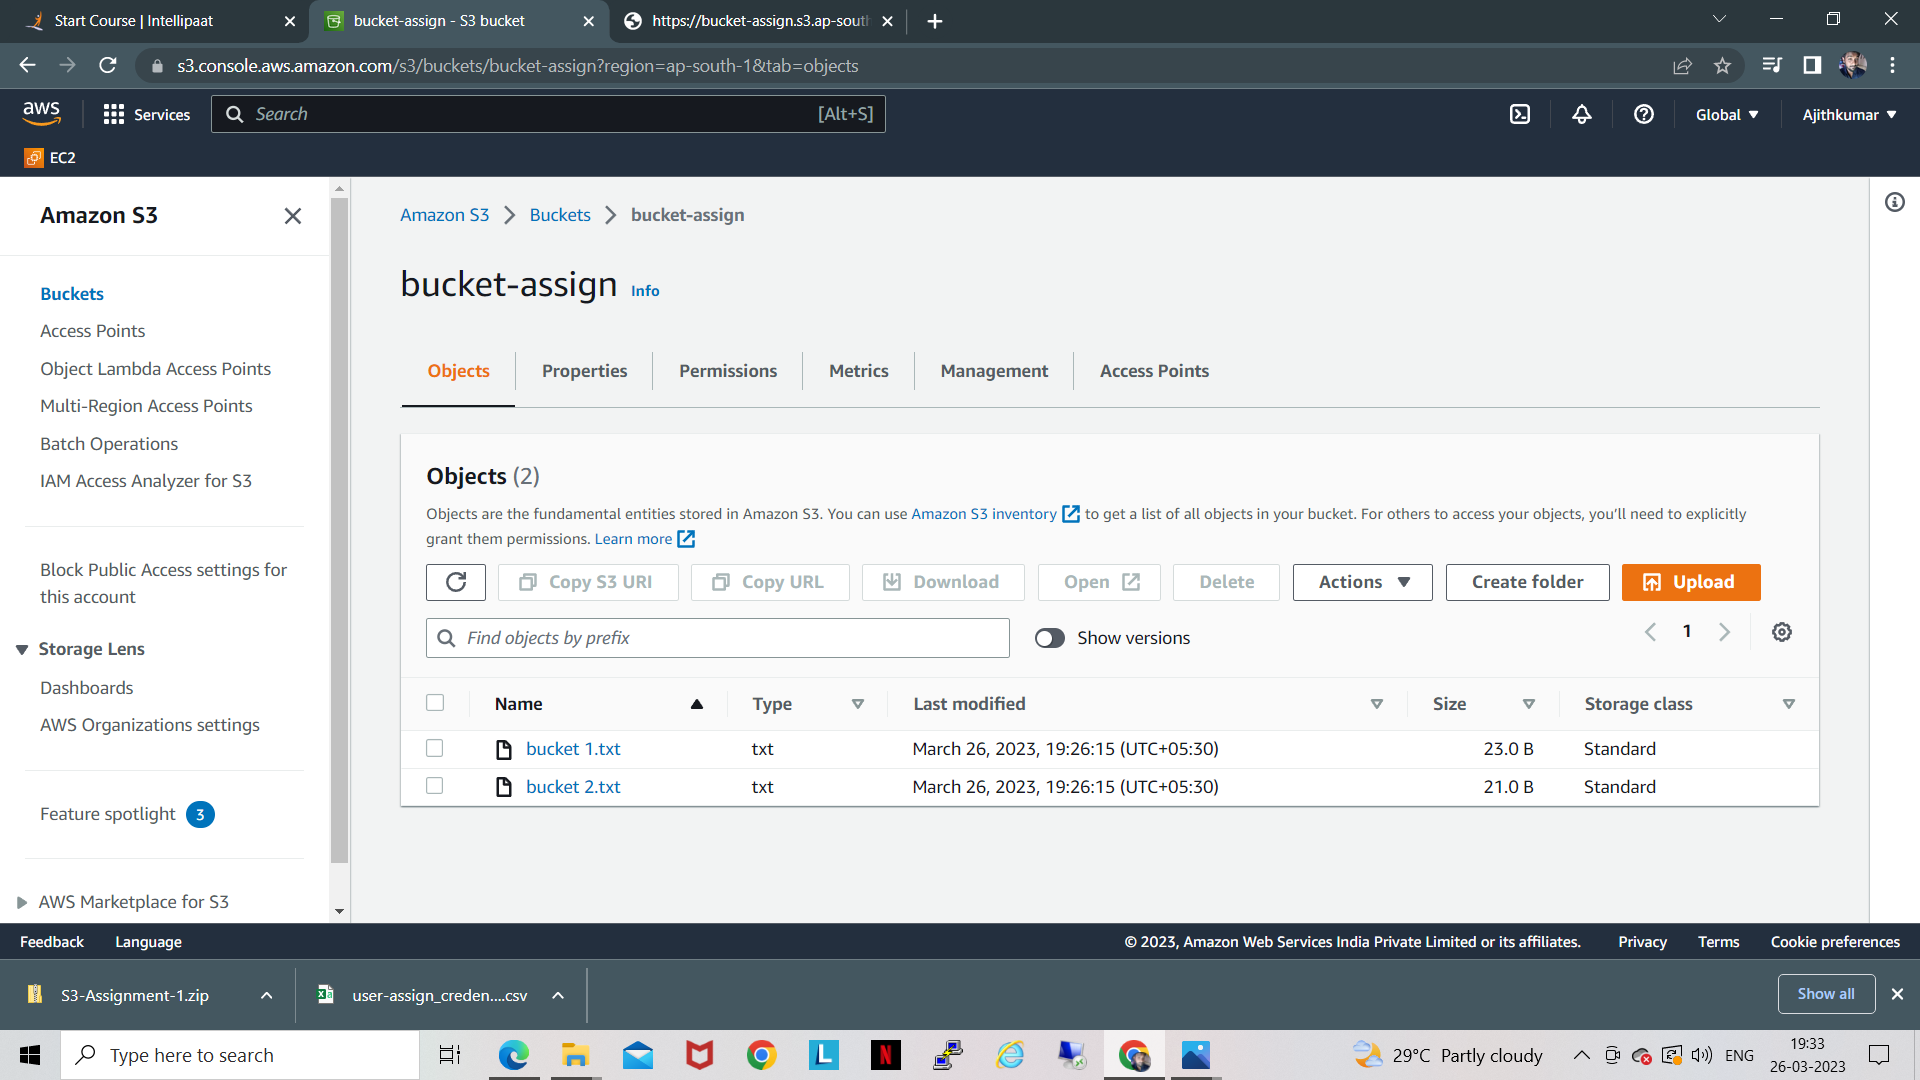 Start Course | Intellipaat
bucket-assign - S3 bucket
https://bucket-assign.s3.ap-south
s3.console.aws.amazon.com/s3/buckets/bucket-assign?region=ap-south-1&tab=objects
aws
Services
Search
[Alt+S]
Global
Ajithkumar
EC2
Amazon S3
Buckets
Access Points
Object Lambda Access Points
Multi-Region Access Points
Batch Operations
IAM Access Analyzer for S3
Block Public Access settings for
this account
Storage Lens
Dashboards
AWS Organizations settings
Feature spotlight 3
AWS Marketplace for S3
Amazon S3 > Buckets > bucket-assign
bucket-assign Info
Objects
Properties
Permissions
Metrics
Management
Access Points
Objects (2)
Objects are the fundamental entities stored in Amazon S3. You can use Amazon S3 inventory to get a list of all objects in your bucket. For others to access your objects, you'll need to explicitly
grant them permissions. Learn more
Copy S3 URI
Copy URL
Download
Open
Delete
Actions
Create folder
Upload
Find objects by prefix
Show versions
1
Name Type Last modified Size Storage class
bucket 1.txt txt March 26, 2023, 19:26:15 (UTC+05:30) 23.0 B Standard
bucket 2.txt txt March 26, 2023, 19:26:15 (UTC+05:30) 21.0 B Standard
Feedback Language © 2023, Amazon Web Services India Private Limited or its affiliates. Privacy Terms Cookie preferences
S3-Assignment-1.zip
user-assign_creden....csv
Show all
Type here to search
L
N
29°C Partly cloudy
ENG
19:33
26-03-2023